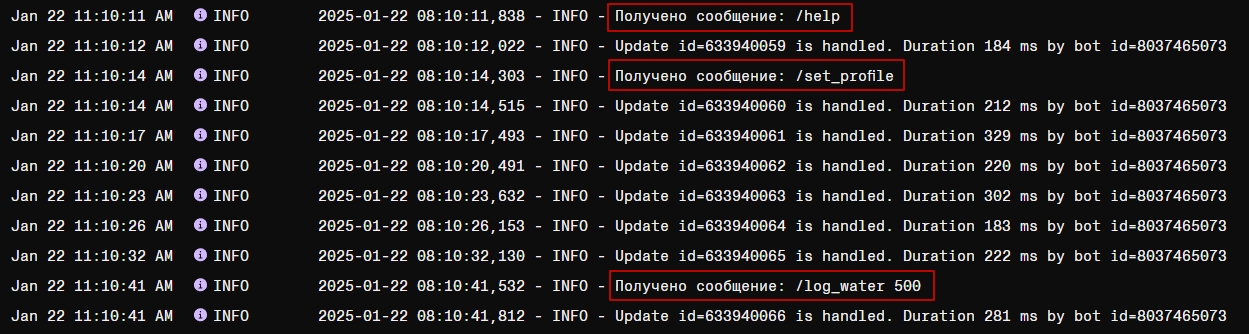 Jan 22 11:10:11 AM INFO 2025-01-22 08:10:11,838 - INFO - Получено сообщение: /help
Jan 22 11:10:12 AM INFO 2025-01-22 08:10:12,022 - INFO - Update id=633940059 is handled. Duration 184 ms by bot id=8037465073
Jan 22 11:10:14 AM INFO 2025-01-22 08:10:14,303 - INFO - Получено сообщение: /set_profile
Jan 22 11:10:14 AM INFO 2025-01-22 08:10:14,515 - INFO - Update id=633940060 is handled. Duration 212 ms by bot id=8037465073
Jan 22 11:10:17 AM INFO 2025-01-22 08:10:17,493 - INFO - Update id=633940061 is handled. Duration 329 ms by bot id=8037465073
Jan 22 11:10:20 AM INFO 2025-01-22 08:10:20,491 - INFO - Update id=633940062 is handled. Duration 220 ms by bot id=8037465073
Jan 22 11:10:23 AM INFO 2025-01-22 08:10:23,632 - INFO - Update id=633940063 is handled. Duration 302 ms by bot id=8037465073
Jan 22 11:10:26 AM INFO 2025-01-22 08:10:26,153 - INFO - Update id=633940064 is handled. Duration 183 ms by bot id=8037465073
Jan 22 11:10:32 AM INFO 2025-01-22 08:10:32,130 - INFO - Update id=633940065 is handled. Duration 222 ms by bot id=8037465073
Jan 22 11:10:41 AM INFO 2025-01-22 08:10:41,532 - INFO - Получено сообщение: /log_water 500
Jan 22 11:10:41 AM INFO 2025-01-22 08:10:41,812 - INFO - Update id=633940066 is handled. Duration 281 ms by bot id=8037465073